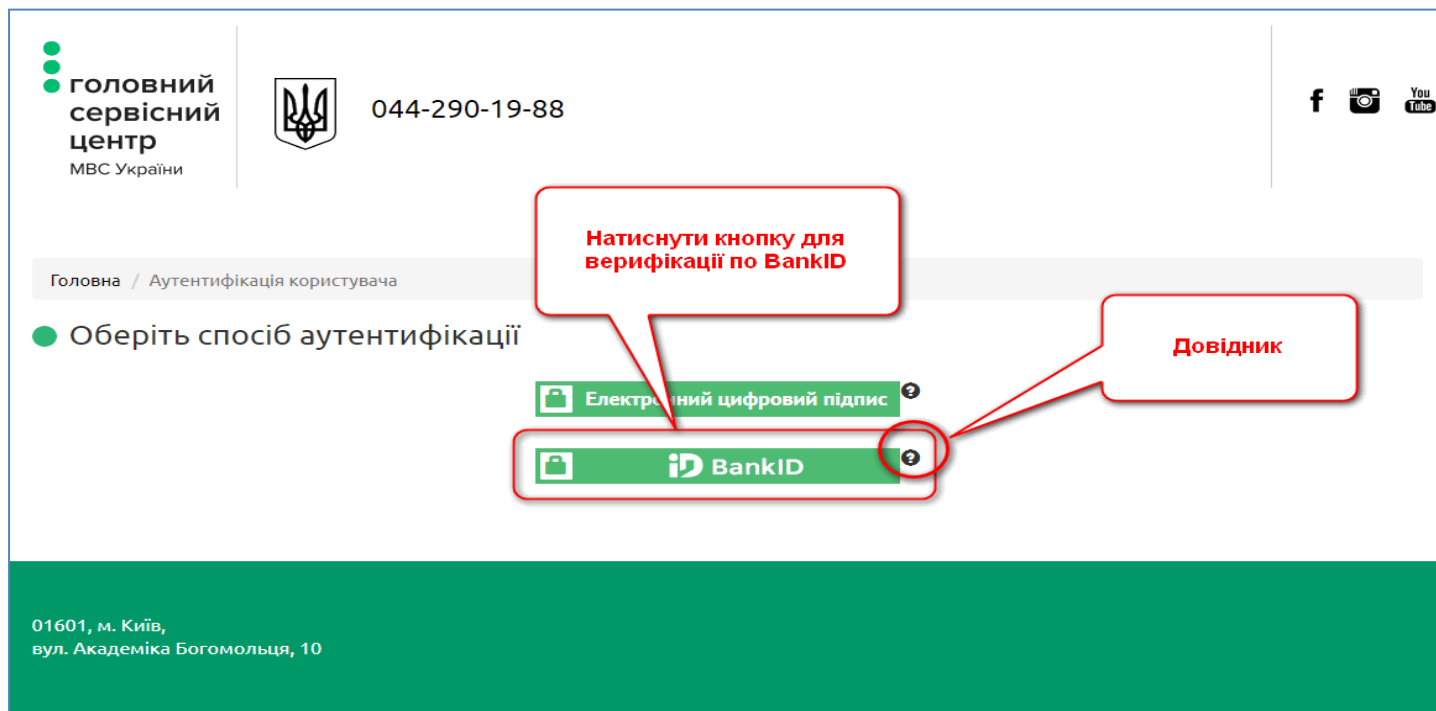 головний
сервісний
центр
МВС України
044-290-19-88
f
You
Tube
Натиснути кнопку для
верифікації по BankID
Головна / Аутентифікація користувача
Оберіть спосіб аутентифікації
Довідник
Електронний цифровий підпис ?
iD BankID ?
01601, м. Київ,
вул. Академіка Богомольця, 10